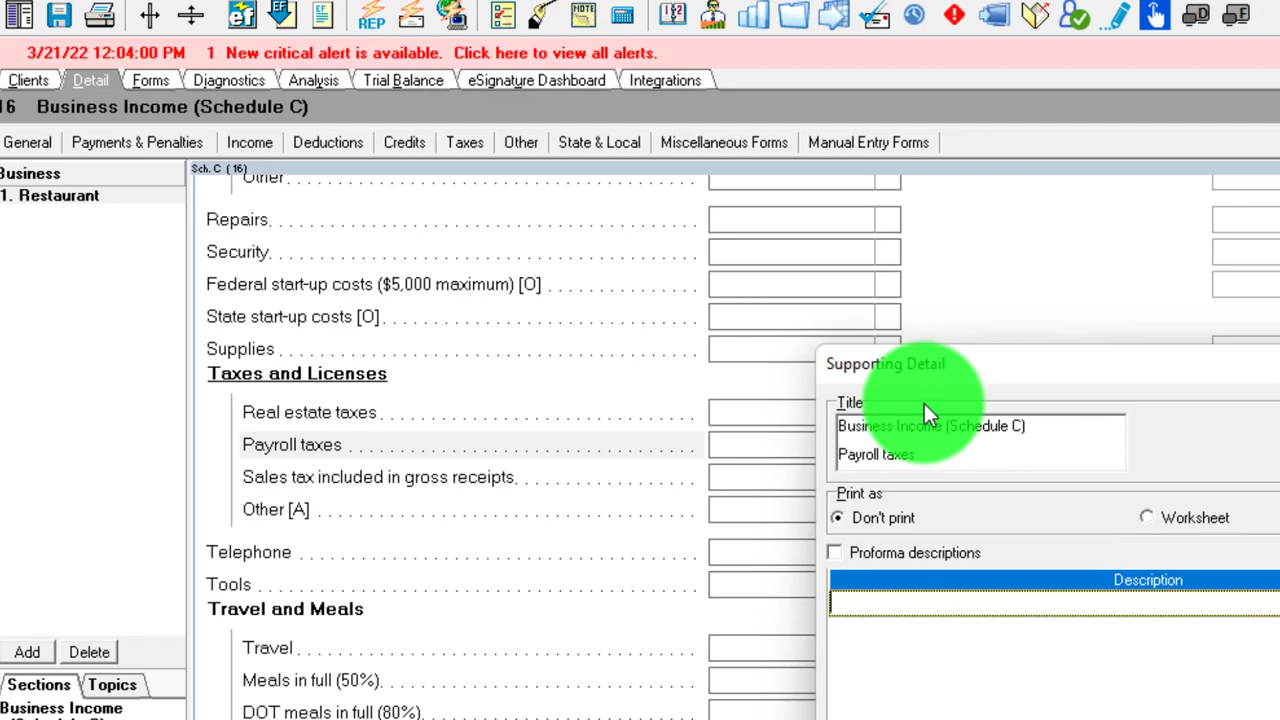 3/21/22 12:04:00 PM 1 New critical alert is available. Click here to view all alerts.
Clients Detail Forms Diagnostics Analysis Trial Balance eSignature Dashboard Integrations
16 Business Income (Schedule C)
General Payments & Penalties Income Deductions Credits Taxes Other State & Local Miscellaneous Forms Manual Entry Forms
Business
1. Restaurant
Sch. C (16)
Other
Repairs
Security
Federal start-up costs ($5,000 maximum) [O]
State start-up costs [O]
Supplies
Taxes and Licenses
Real estate taxes
Payroll taxes
Sales tax included in gross receipts
Other [A]
Telephone
Tools
Travel and Meals
Travel
Meals in full (50%)
DOT meals in full (80%)
Supporting Detail
Title
Business Income (Schedule C)
Payroll taxes
Print as
Don't print Worksheet
Proforma descriptions
Description
Add Delete
Sections Topics
Business Income
(Schedule C)